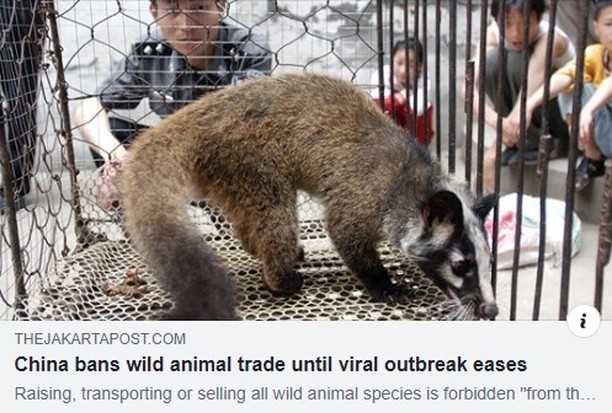 THEJAKARTAPOST.COM
China bans wild animal trade until viral outbreak eases
Raising, transporting or selling all wild animal species is forbidden "from th...